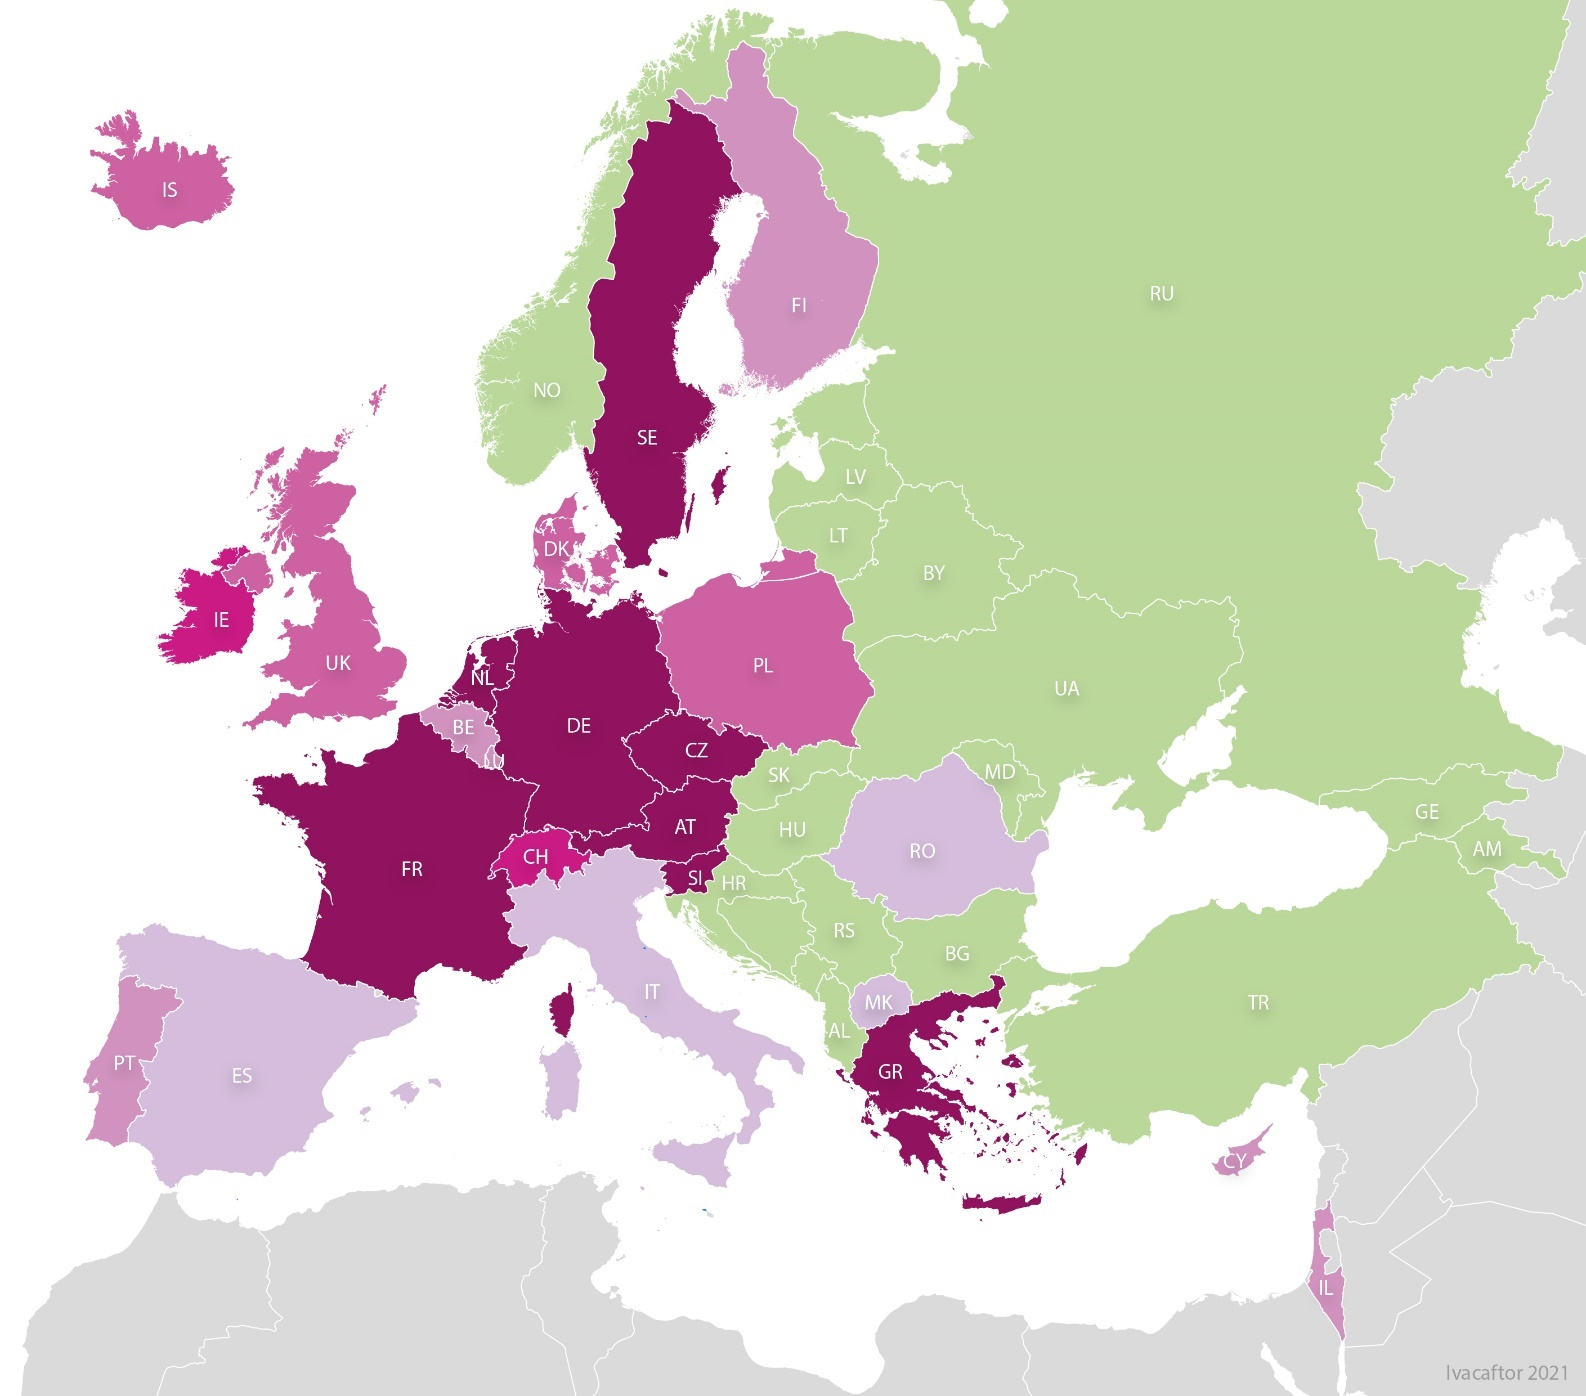 IS
RU
FI
NO
SE
LV
LT
DK
BY
IE
UK
PL
NL
UA
BE
DE
CZ
LU
SK
MD
HU
GE
AT
RO
AM
CH
FR
SI
HR
RS
BG
IT
MK
TR
AL
PT
ES
GR
CY
IL
Ivacaftor 2021